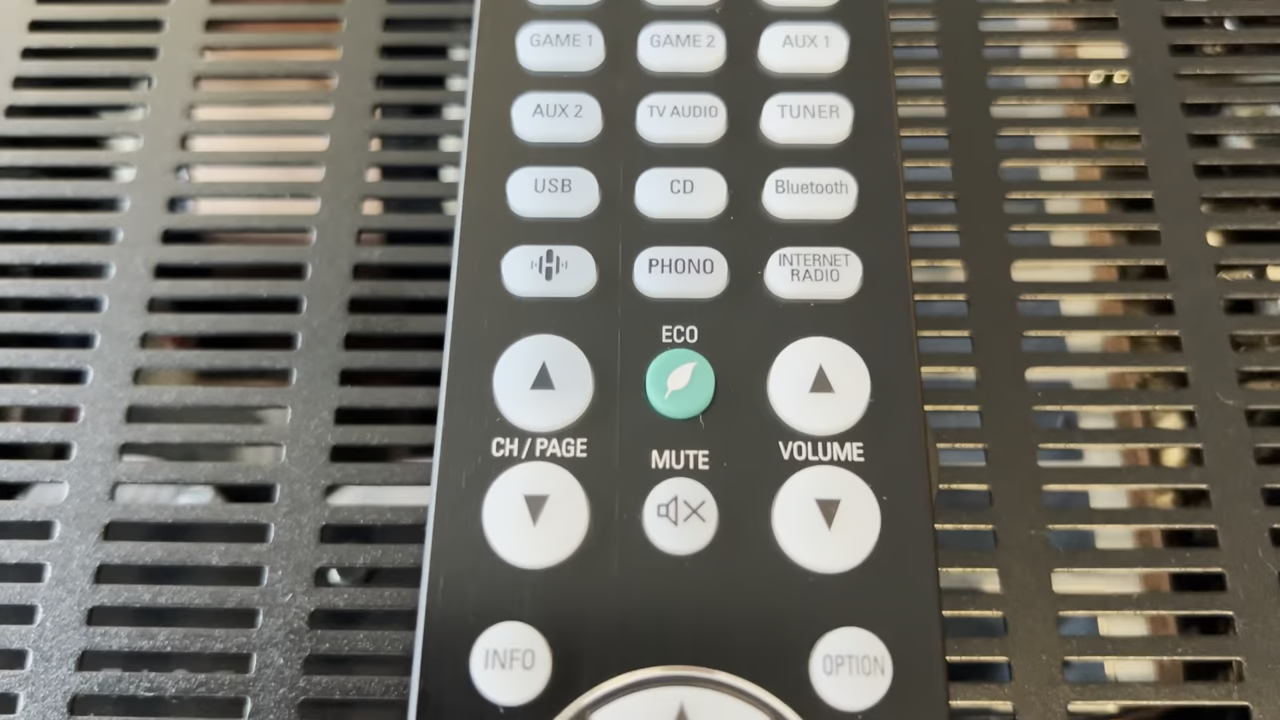 GAME 1 GAME 2 AUX 1
AUX 2 TV AUDIO TUNER
USB CD Bluetooth
PHONO INTERNET
RADIO
ECO
CH / PAGE MUTE VOLUME
INFO OPTION